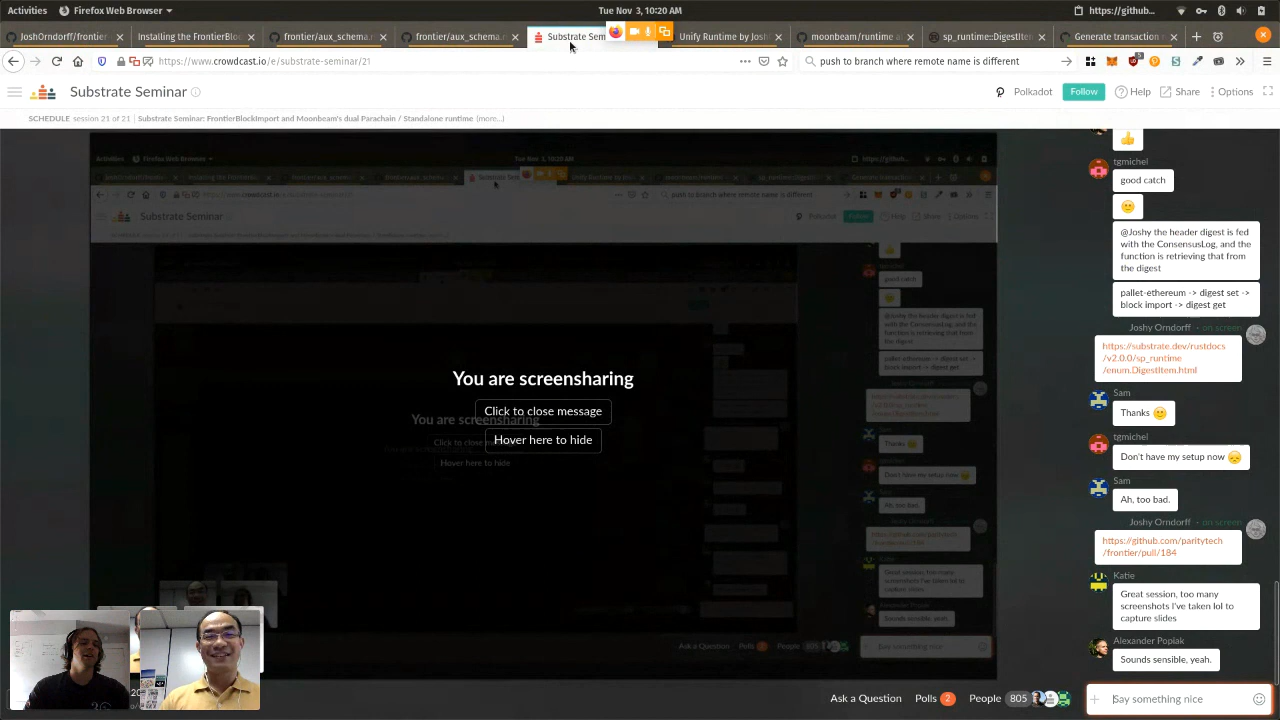 Activities Firefox Web Browser Tue Nov 3, 10:20 AM https://github...
JoshOrndorff/frontier Installing the FrontierBl frontier/aux_schema.m frontier/aux_schema.m Substrate Sem Unify Runtime by Josh moonbeam/runtime a sp_runtime::DigestIte Generate transaction
https://www.crowdcast.io/e/substrate-seminar/21 push to branch where remote name is different
Substrate Seminar Polkadot Follow Help Share Options
SCHEDULE session 21 of 21 Substrate Seminar: FrontierBlockImport and Moonbeam's dual Parachain / Standalone runtime (more...)
You are screensharing
Click to close message
Hover here to hide
tgmichel
good catch
@Joshy the header digest is fed
with the ConsensusLog, and the
function is retrieving that from
the digest
pallet-ethereum -> digest set ->
block import -> digest get
Joshy Orndorff • on screen
https://substrate.dev/rustdocs
/v2.0.0/sp_runtime
/enum.DigestItem.html
Sam
Thanks
tgmichel
Don't have my setup now
Sam
Ah, too bad.
Joshy Orndorff • on screen
https://github.com/paritytech
/frontier/pull/184
Katie
Great session, too many
screenshots I've taken lol to
capture slides
Alexander Popiak
Sounds sensible, yeah.
Ask a Question Polls 2 People 805
Say something nice